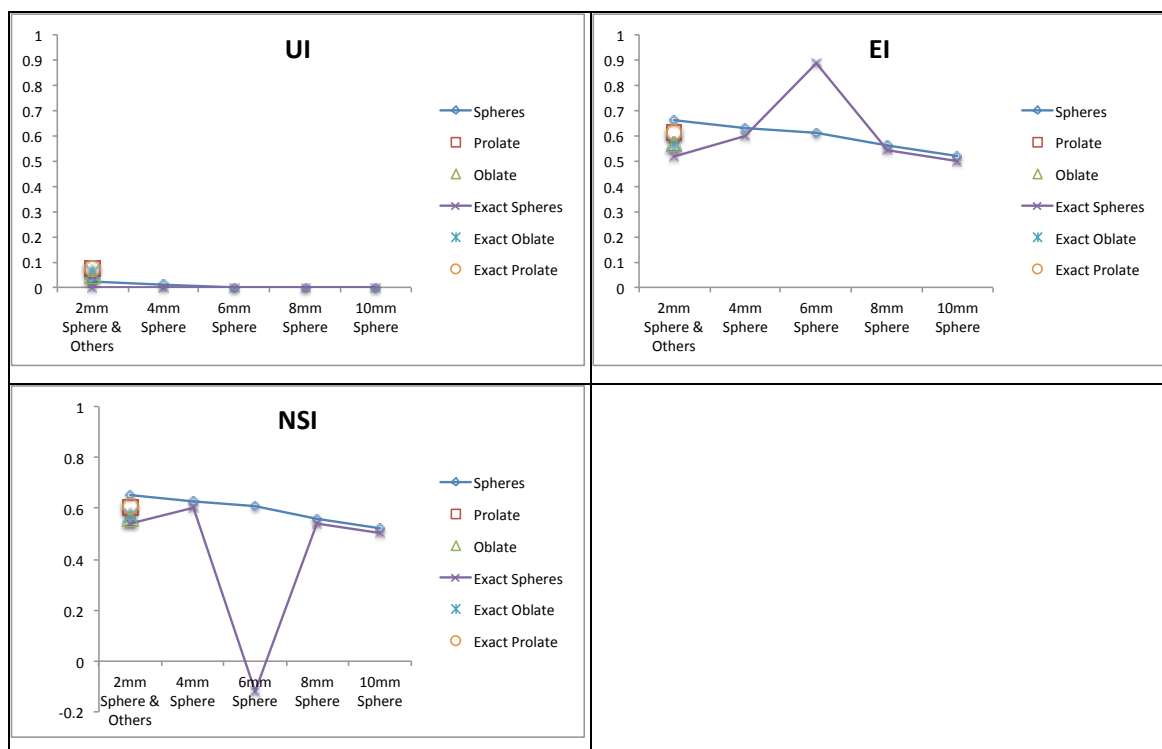 UI
1
0.9
0.8
0.7
0.6
0.5
0.4
0.3
0.2
0.1
0
2mm Sphere & Others
4mm Sphere
6mm Sphere
8mm Sphere
10mm Sphere
Spheres
Prolate
Oblate
Exact Spheres
Exact Oblate
Exact Prolate
EI
1
0.9
0.8
0.7
0.6
0.5
0.4
0.3
0.2
0.1
0
2mm Sphere & Others
4mm Sphere
6mm Sphere
8mm Sphere
10mm Sphere
Spheres
Prolate
Oblate
Exact Spheres
Exact Oblate
Exact Prolate
NSI
1
0.8
0.6
0.4
0.2
0
-0.2
2mm Sphere & Others
4mm Sphere
6mm Sphere
8mm Sphere
10mm Sphere
Spheres
Prolate
Oblate
Exact Spheres
Exact Oblate
Exact Prolate